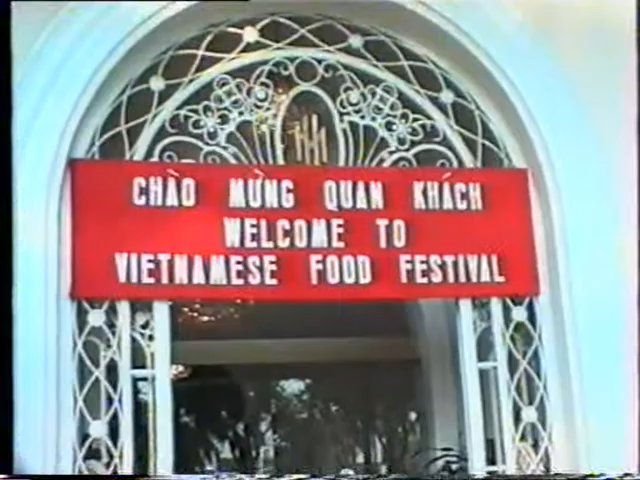 CHÀO MỪNG QUAN KHÁCH
WELCOME TO
VIETNAMESE FOOD FESTIVAL